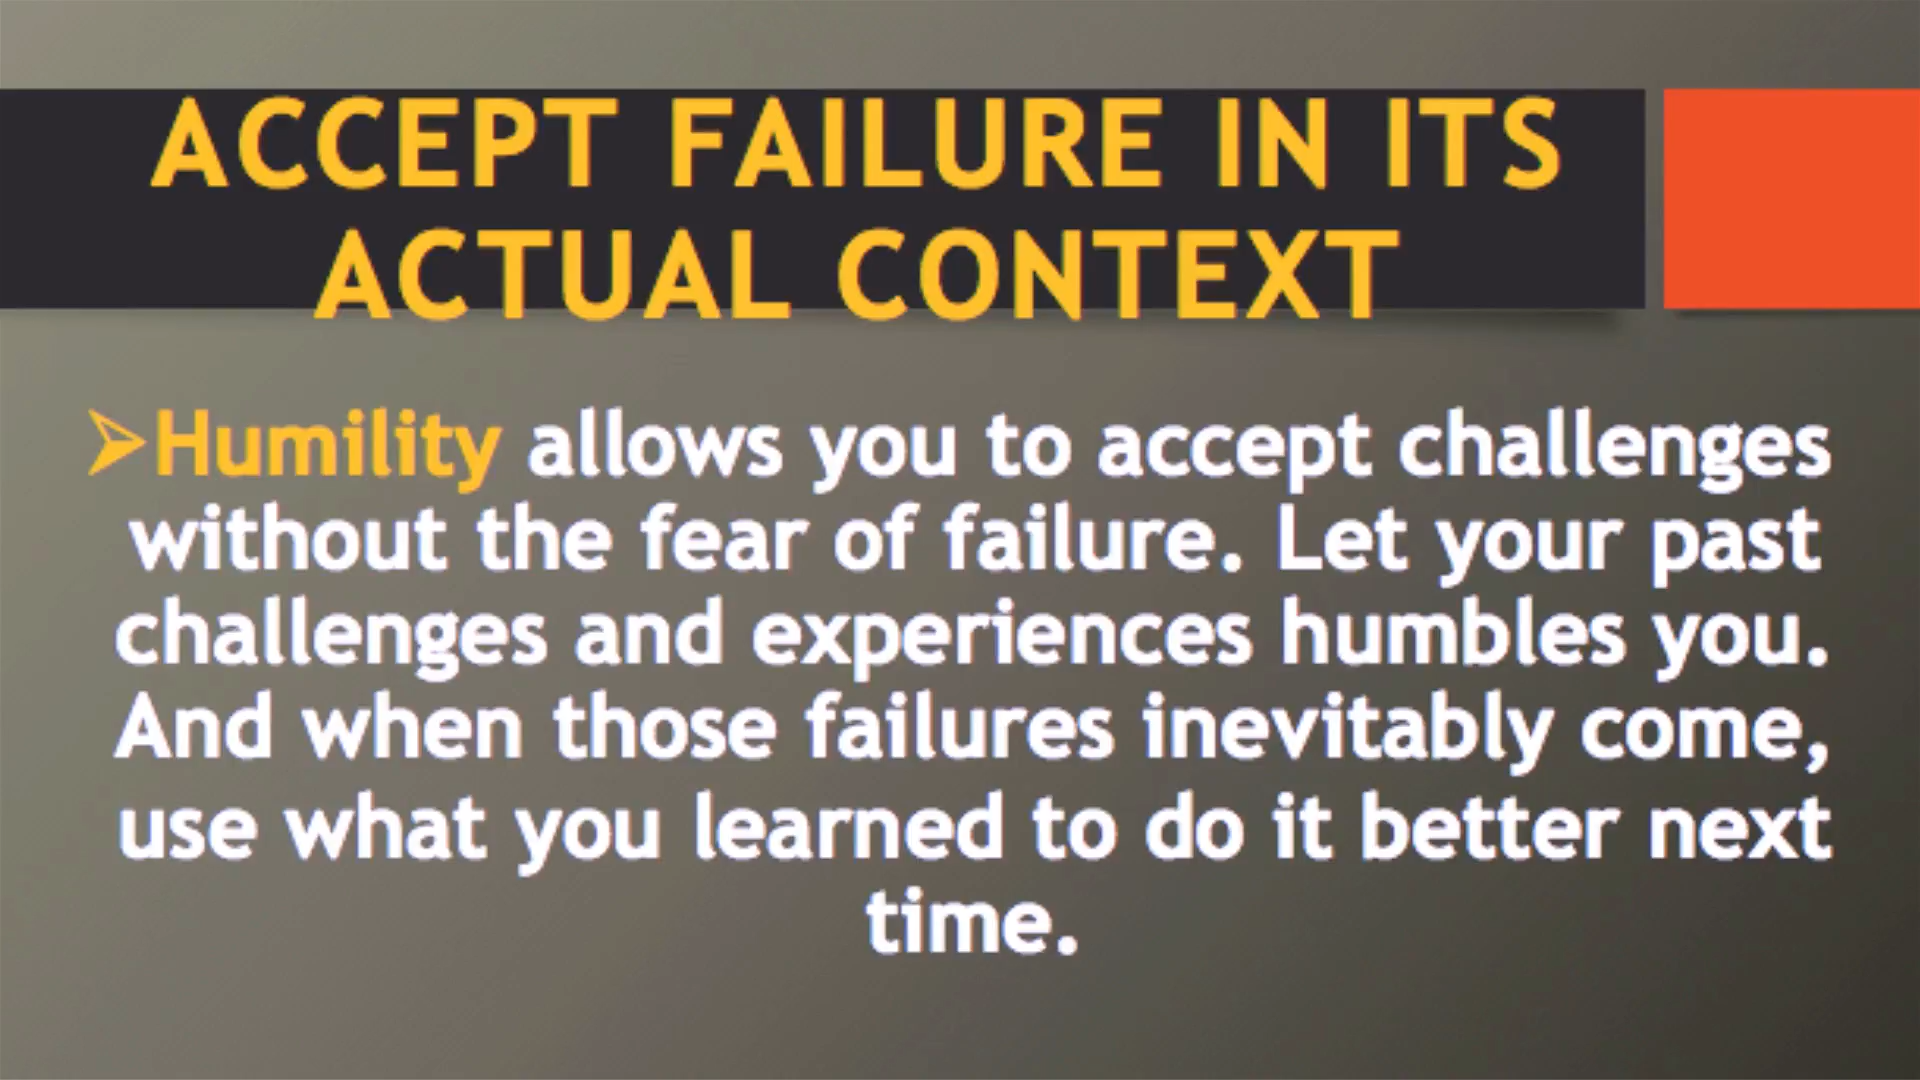 ACCEPT FAILURE IN ITS
ACTUAL CONTEXT
➢Humility allows you to accept challenges
without the fear of failure. Let your past
challenges and experiences humbles you.
And when those failures inevitably come,
use what you learned to do it better next
time.